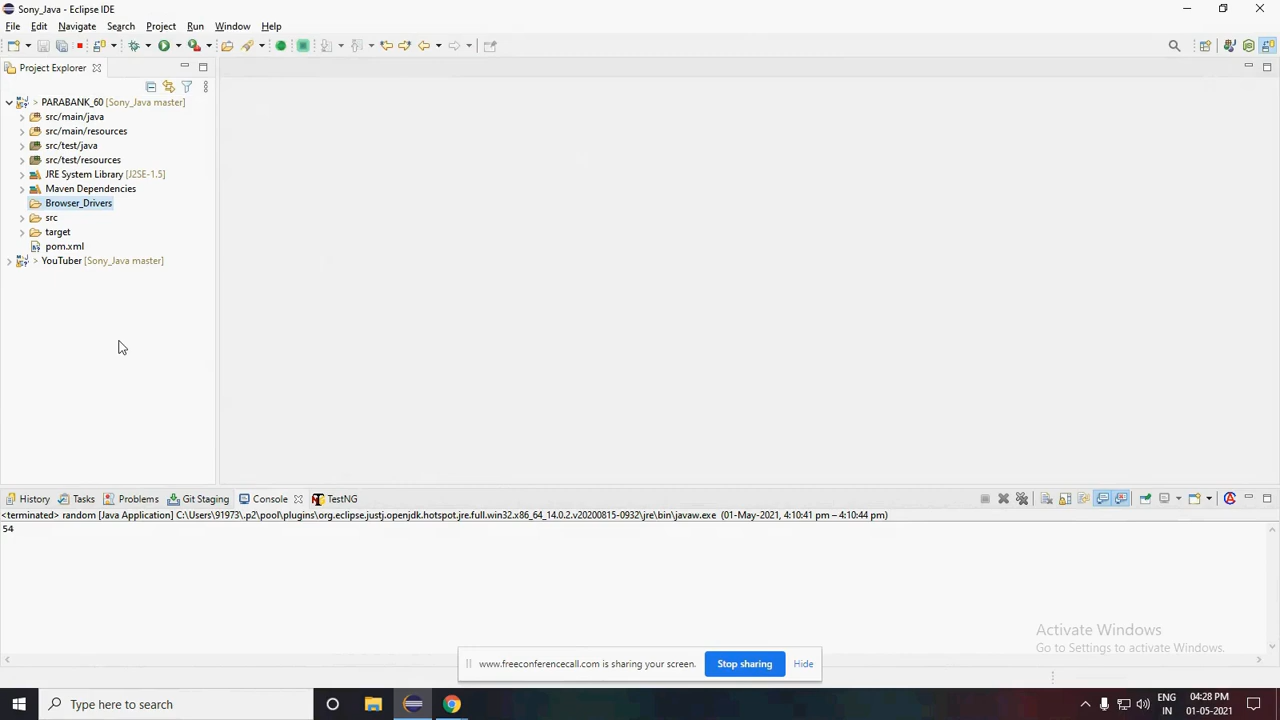 Sony_Java - Eclipse IDE
File Edit Navigate Search Project Run Window Help
Project Explorer
> PARABANK_60 [Sony_Java master]
src/main/java
src/main/resources
src/test/java
src/test/resources
JRE System Library [J2SE-1.5]
Maven Dependencies
Browser_Drivers
src
target
pom.xml
> YouTuber [Sony_Java master]
History Tasks Problems Git Staging Console TestNG
<terminated> random [Java Application] C:\Users\91973\.p2\pool\plugins\org.eclipse.justj.openjdk.hotspot.jre.full.win32.x86_64_14.0.2.v20200815-0932\jre\bin\javaw.exe (01-May-2021, 4:10:41 pm – 4:10:44 pm)
54
Activate Windows
Go to Settings to activate Windows.
www.freeconferencecall.com is sharing your screen. Stop sharing Hide
Type here to search
ENG
IN
04:28 PM
01-05-2021